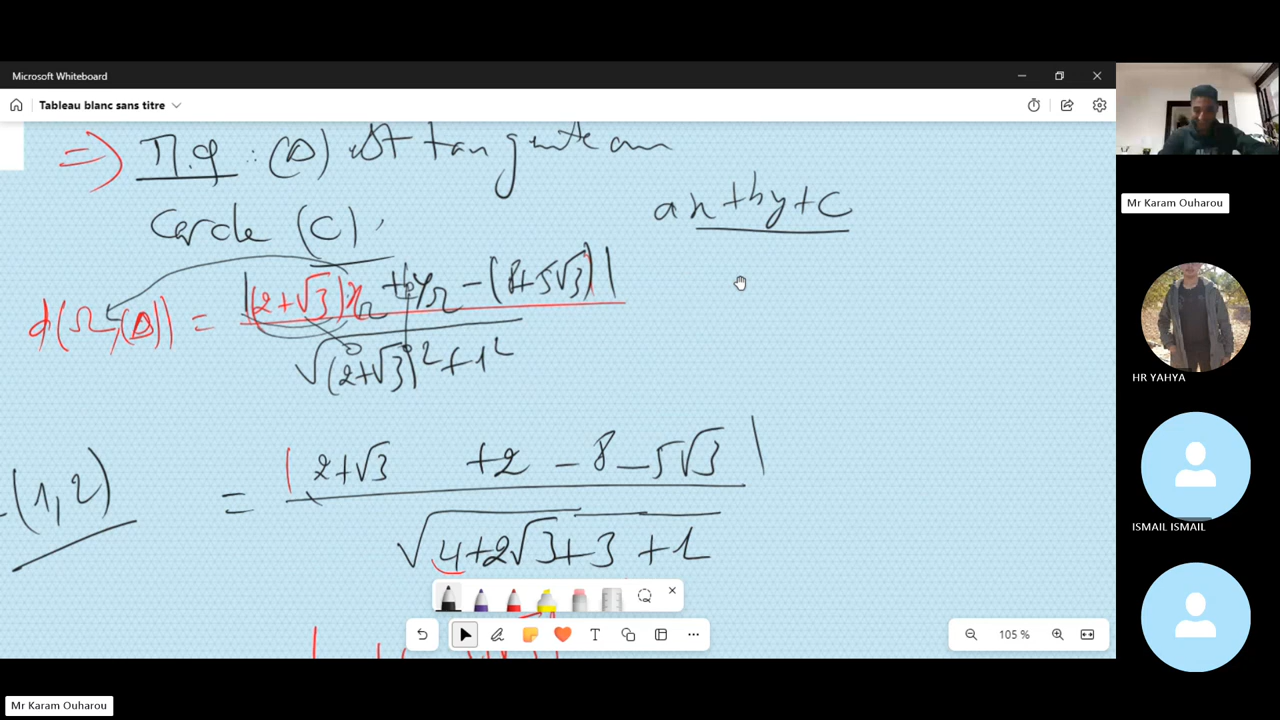 Microsoft Whiteboard
Tableau blanc sans titre
=> M.q : (Δ) est tangente au
Cercle (C).
ax+by+c
d(Ω,(Δ)) = |(2+√3)x_Ω + y_Ω - (8+5√3)|
√(2+√3)²+1²
(1,2)
= | 2+√3 +2 - 8 - 5√3 |
√4+2√3+3 +1
105 %
Mr Karam Ouharou
HR YAHYA
ISMAIL ISMAIL
Mr Karam Ouharou